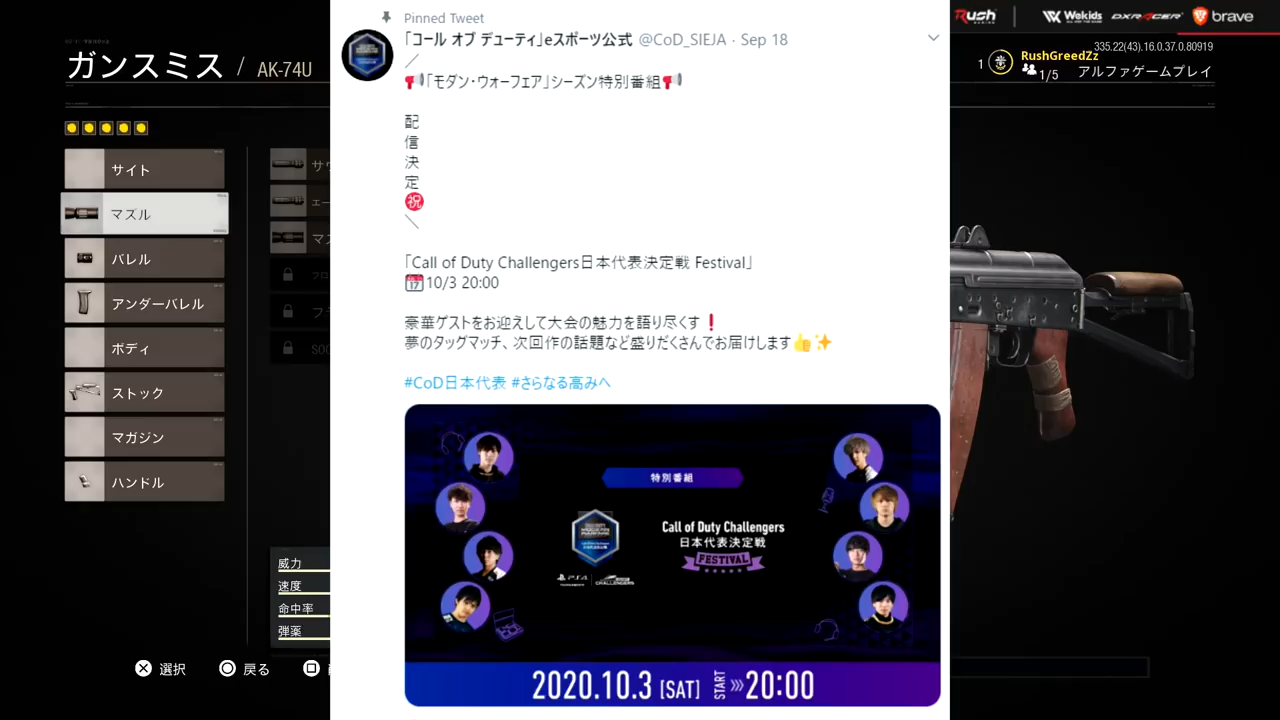 ガンスミス / AK-74U
サイト
マズル
バレル
アンダーバレル
ボディ
ストック
マガジン
ハンドル
威力
速度
命中率
弾薬
選択
戻る
Pinned Tweet
「コール オブ デューティ」eスポーツ公式 @CoD_SIEJA · Sep 18
／
「モダン・ウォーフェア」シーズン特別番組
配
信
決
定
㊗
＼
「Call of Duty Challengers日本代表決定戦 Festival」
10/3 20:00
豪華ゲストをお迎えして大会の魅力を語り尽くす❗
夢のタッグマッチ、次回作の話題など盛りだくさんでお届けします
#CoD日本代表 #さらなる高みへ
特別番組
Call of Duty Challengers
日本代表決定戦
FESTIVAL
PS4
CHALLENGERS
2020.10.3 [SAT] START 20:00
RUSH
Wekids
DXRACER
brave
335.22(43).16.0.37.80919
1
RushGreedZz
1/5
アルファゲームプレイ